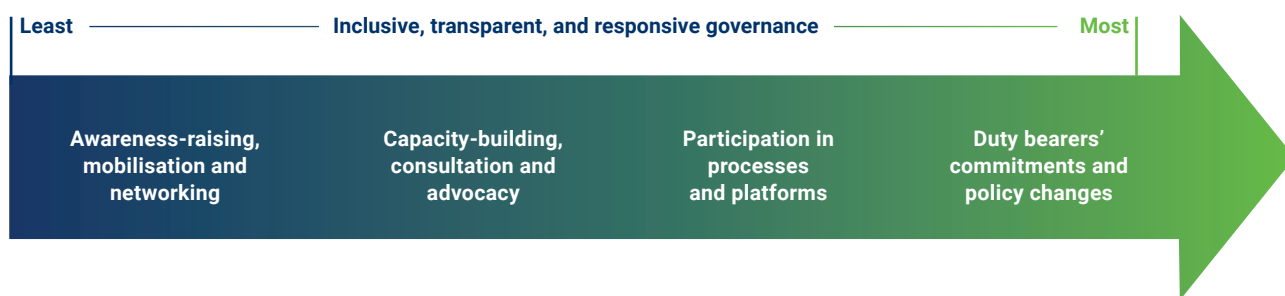 Least Inclusive, transparent, and responsive governance Most
Awareness-raising,
mobilisation and
networking
Capacity-building,
consultation and
advocacy
Participation in
processes
and platforms
Duty bearers’
commitments and
policy changes